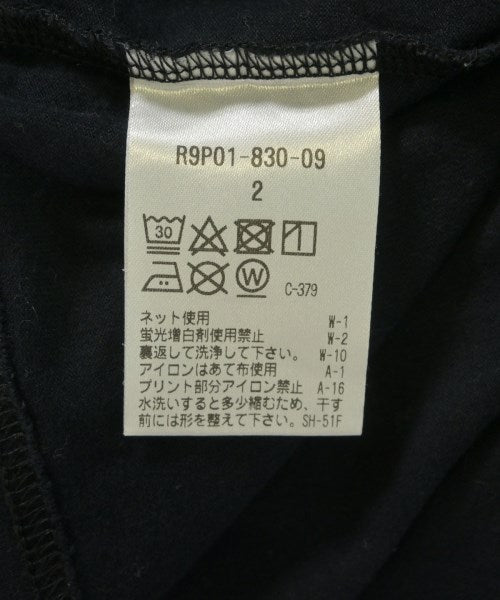 R9P01-830-09
2
30
W C-379
ネット使用 W-1
蛍光増白剤使用禁止 W-2
裏返して洗浄して下さい。 W-10
アイロンはあて布使用 A-1
プリント部分アイロン禁止 A-16
水洗いすると多少縮むため、干す
前には形を整えて下さい。SH-51F